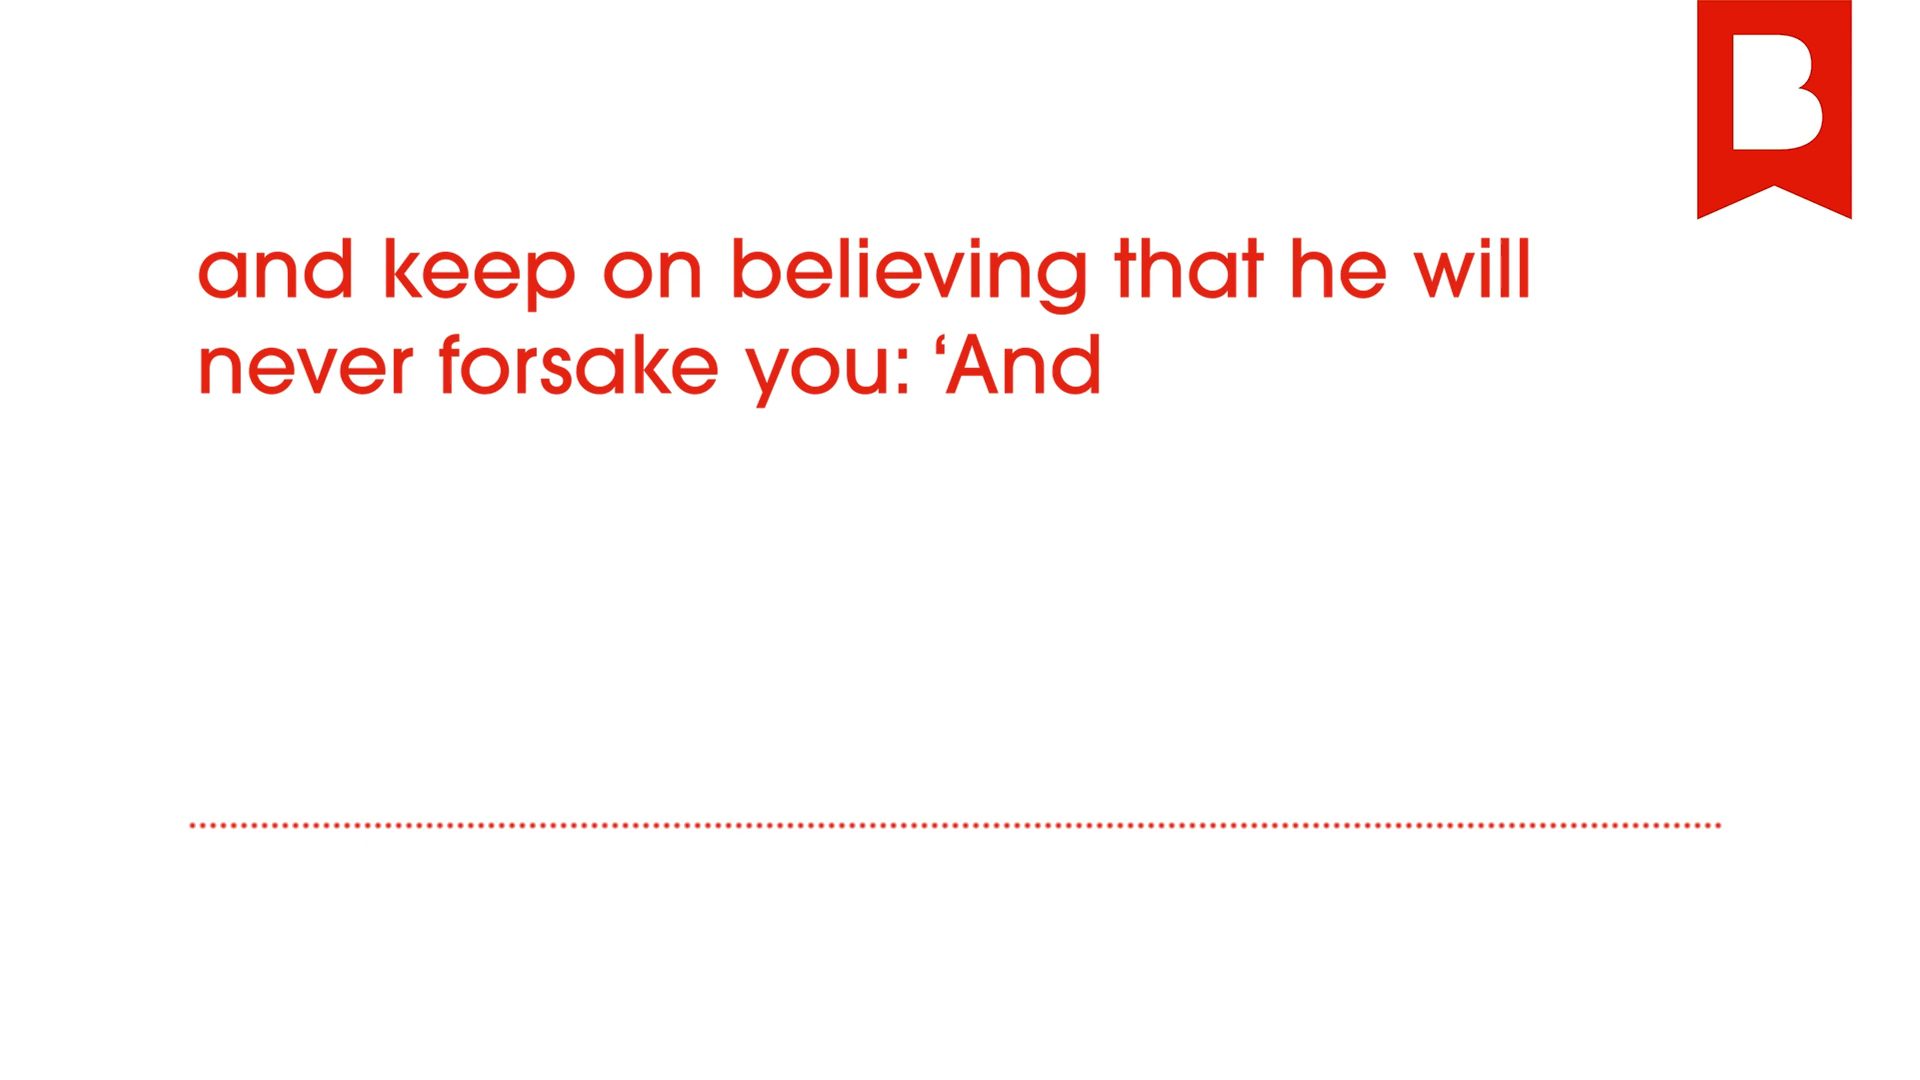 B
and keep on believing that he will
never forsake you: ‘And